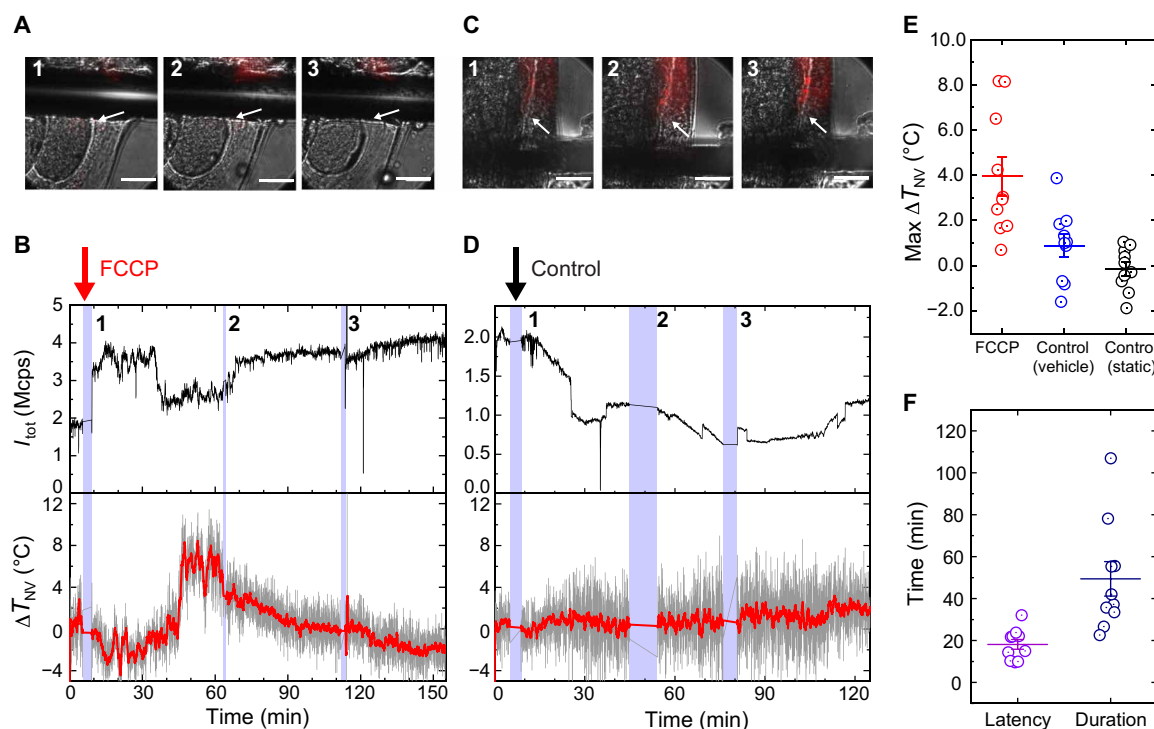 A
1
2
3
C
1
2
3
B
FCCP
1
2
3
5
4
3
2
1
0
I_tot (Mcps)
12
8
4
0
−4
ΔT_NV (°C)
0
30
60
90
120
150
Time (min)
D
Control
1
2
3
2.0
1.5
1.0
0.5
0.0
12
8
4
0
−4
0
30
60
90
120
Time (min)
E
10.0
8.0
6.0
4.0
2.0
0.0
−2.0
Max ΔT_NV (°C)
FCCP
Control
(vehicle)
Control
(static)
F
120
100
80
60
40
20
0
Time (min)
Latency
Duration